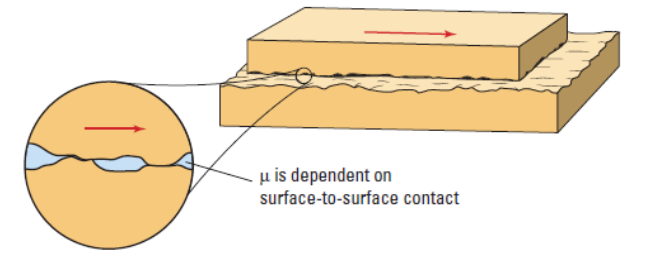 μ is dependent on
surface-to-surface contact